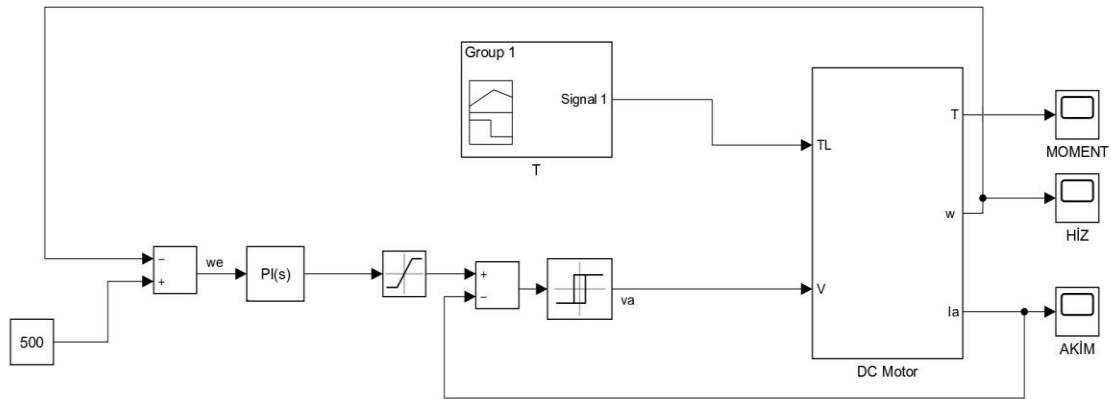 Group 1
Signal 1
T
TL
V
T
w
Ia
DC Motor
MOMENT
HİZ
AKİM
−
+
we
PI(s)
+
−
va
500